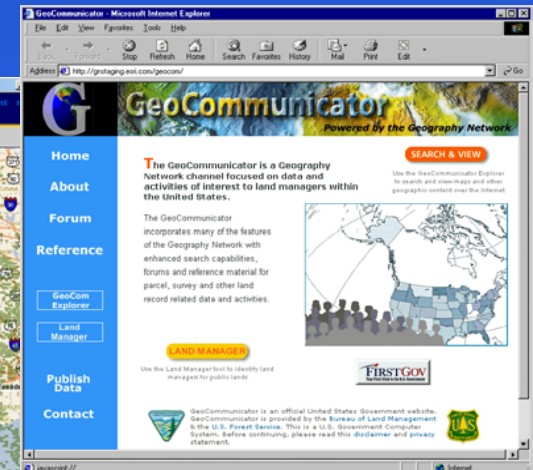 GeoCommunicator - Microsoft Internet Explorer
File Edit View Favorites Tools Help
Back Forward Stop Refresh Home Search Favorites History Mail Print Edit
Address http://gnstaging.esri.com/geocom/ Go
G
GeoCommunicator
Powered by the Geography Network
Home
About
Forum
Reference
GeoCom
Explorer
Land
Manager
Publish
Data
Contact
The GeoCommunicator is a Geography
Network channel focused on data and
activities of interest to land managers within
the United States.
The GeoCommunicator
incorporates many of the features
of the Geography Network with
enhanced search capabilities,
forums and reference material for
parcel, survey and other land
record related data and activities.
SEARCH & VIEW
Use the GeoCommunicator Explorer
to search and view maps and other
geographic content over the Internet
LAND MANAGER
Use the Land Manager tool to identify land
managers for public lands
FIRSTGOV
Your First Click to the U.S. Government
GeoCommunicator is an official United States Government website.
GeoCommunicator is provided by the Bureau of Land Management
& the U.S. Forest Service. This is a U.S. Government Computer
System. Before continuing, please read this disclaimer and privacy
statement.
UAS
javascript://
Internet